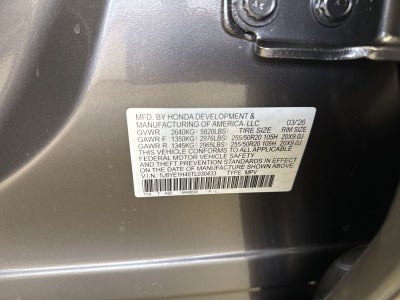 MFD. BY HONDA DEVELOPMENT &
MANUFACTURING OF AMERICA, LLC 03/26
GVWR 2640KG ( 5820LBS) TIRE SIZE RIM SIZE
GAWR F 1350KG ( 2976LBS) 255/50R20 105H 20X9.0J
GAWR R 1345KG ( 2965LBS) 255/50R20 105H 20X9.0J
THIS VEHICLE CONFORMS TO ALL APPLICABLE
FEDERAL MOTOR VEHICLE SAFETY
AND THEFT PREVENTION STANDARDS IN EFFECT
ON THE DATE OF MANUFACTURE SHOWN ABOVE.
V.I.N.: TYPE: MPV